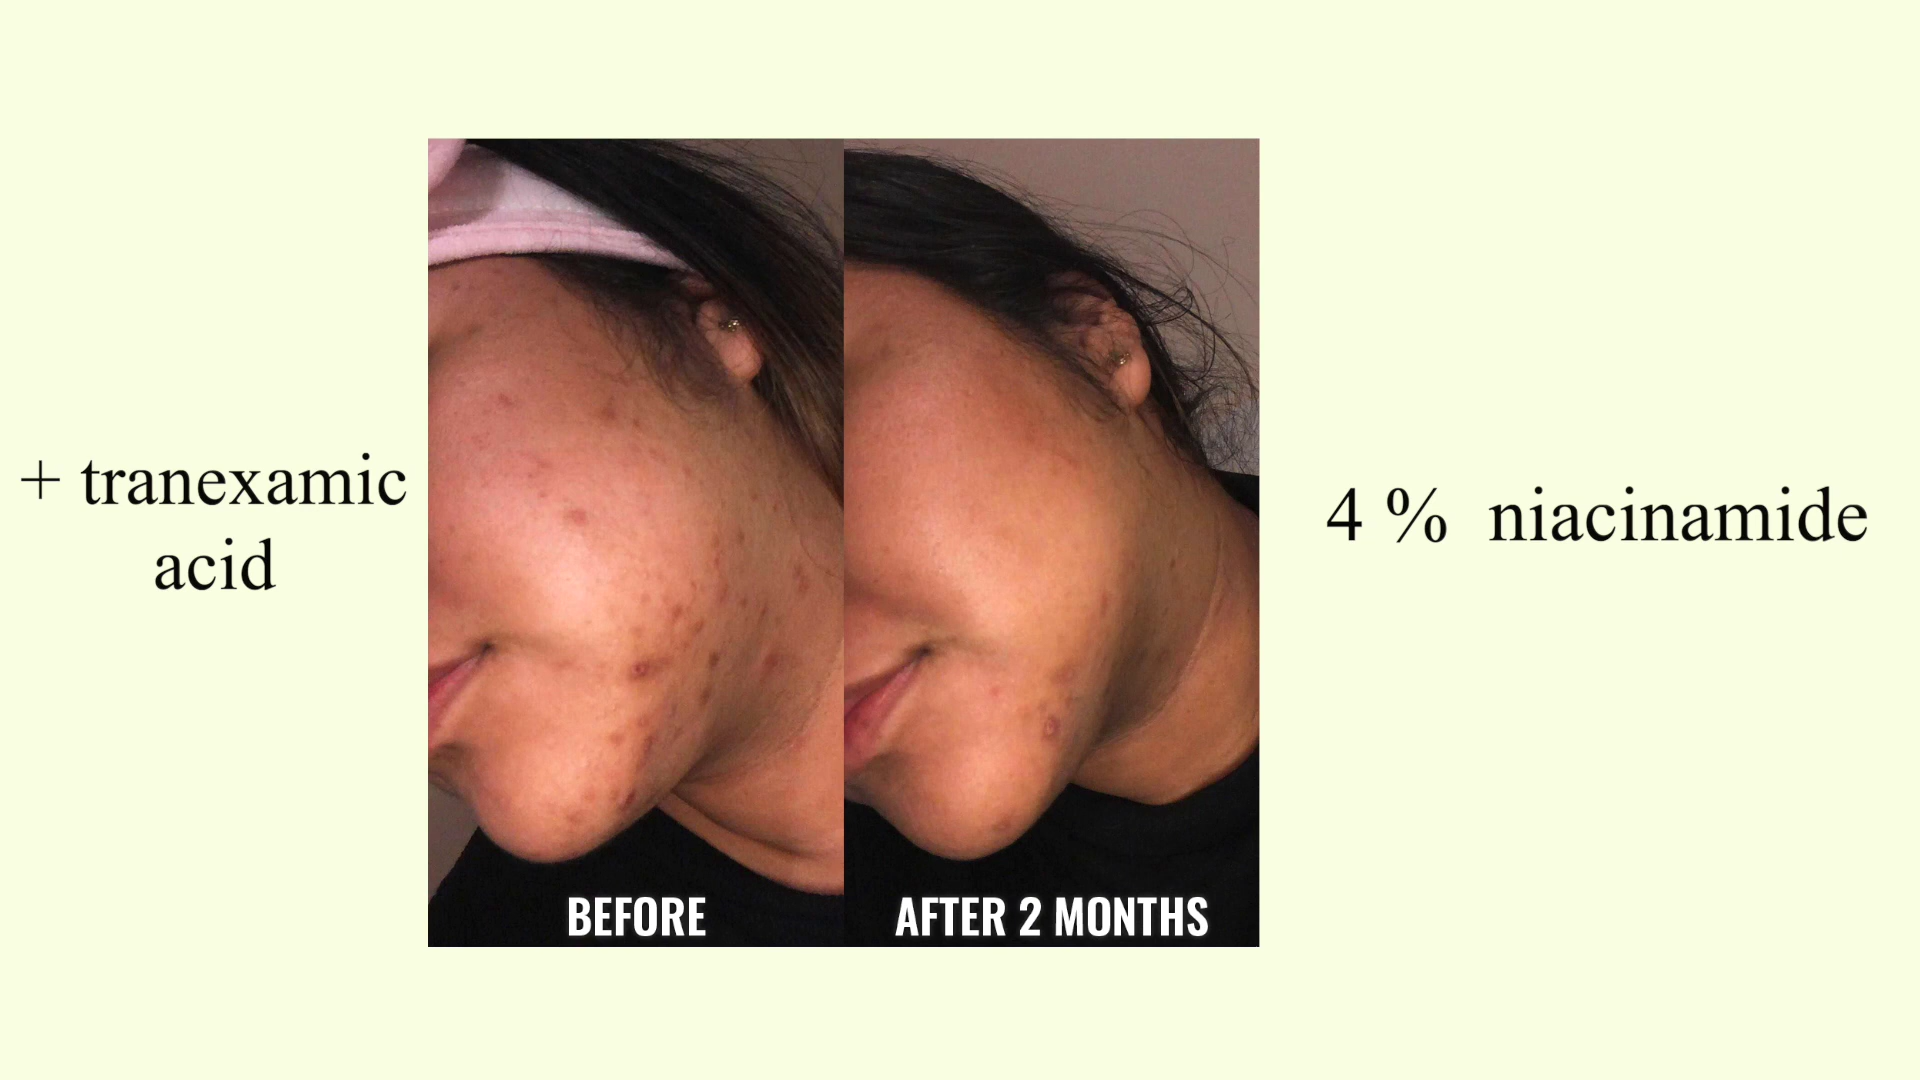 + tranexamic
acid
BEFORE
AFTER 2 MONTHS
4 % niacinamide